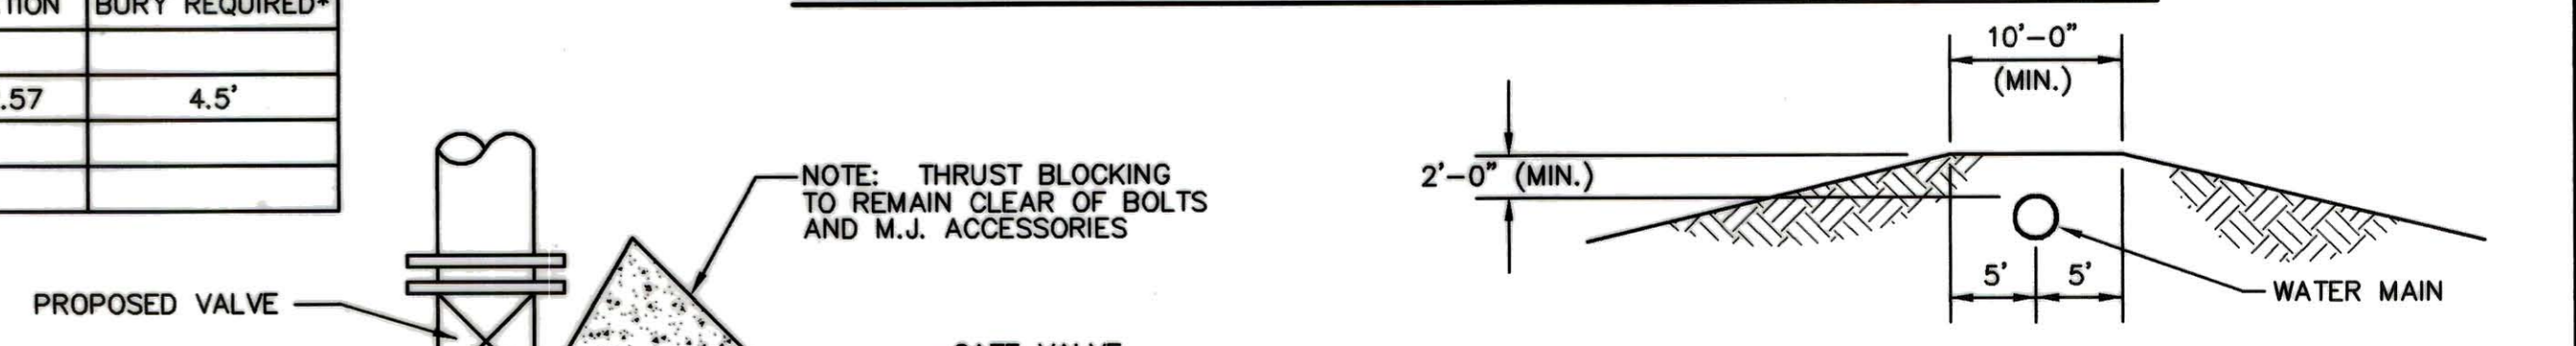 BURY REQUIRED*
.57 4.5'
NOTE: THRUST BLOCKING
TO REMAIN CLEAR OF BOLTS
AND M.J. ACCESSORIES
PROPOSED VALVE
10'-0"
(MIN.)
2'-0" (MIN.)
5' 5'
WATER MAIN